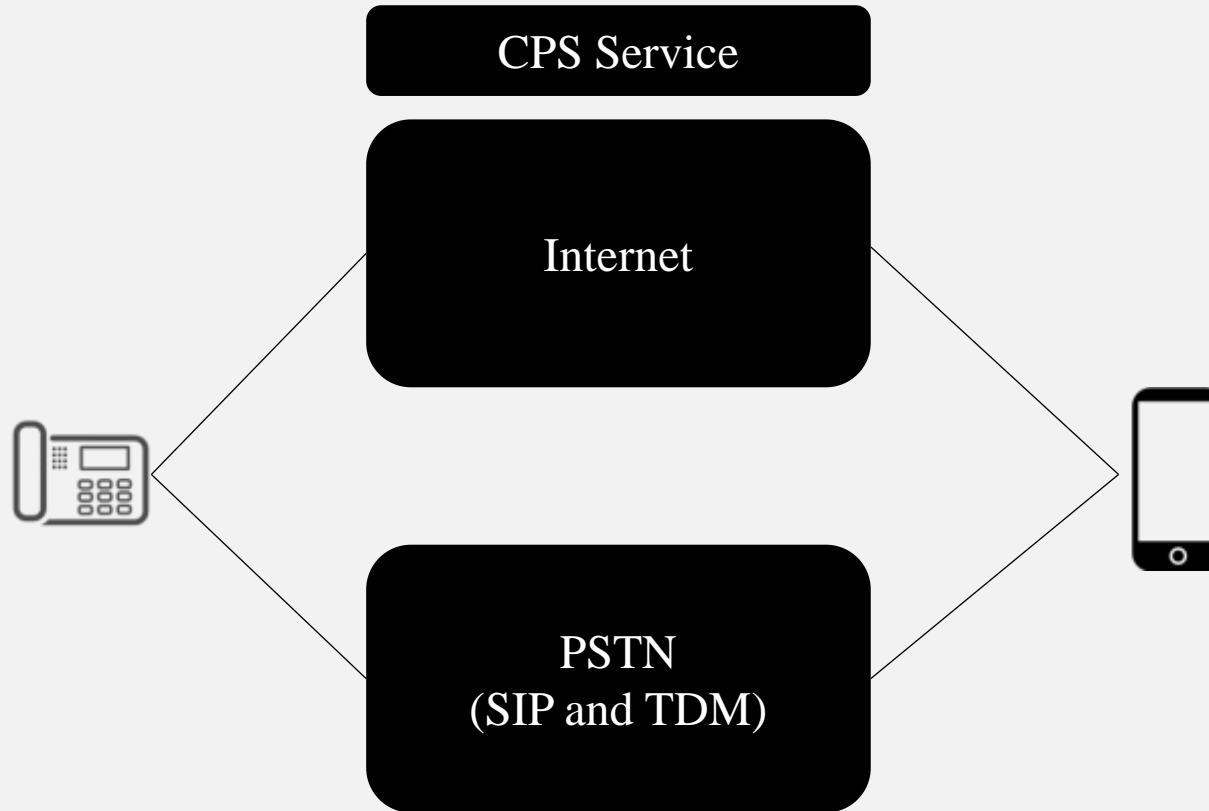 CPS Service
Internet
PSTN
(SIP and TDM)